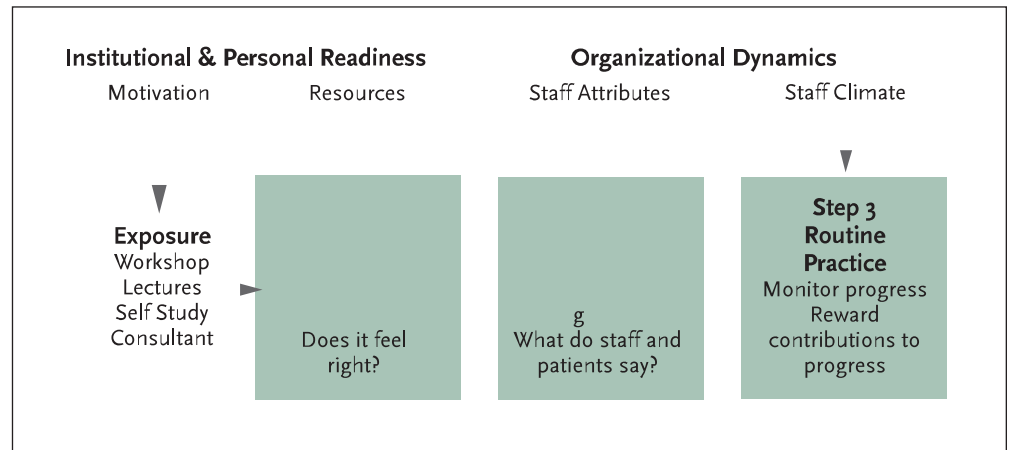 Institutional & Personal Readiness
Motivation
Resources
Organizational Dynamics
Staff Attributes
Staff Climate
Exposure
Workshop
Lectures
Self Study
Consultant
Does it feel
right?
g
What do staff and
patients say?
Step 3
Routine
Practice
Monitor progress
Reward
contributions to
progress